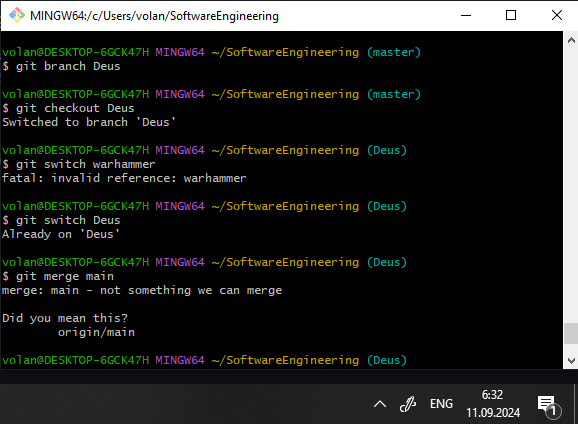 MINGW64:/c/Users/volan/SoftwareEngineering
volan@DESKTOP-6GCK47H MINGW64 ~/SoftwareEngineering (master)
$ git branch Deus
volan@DESKTOP-6GCK47H MINGW64 ~/SoftwareEngineering (master)
$ git checkout Deus
Switched to branch 'Deus'
volan@DESKTOP-6GCK47H MINGW64 ~/SoftwareEngineering (Deus)
$ git switch warhammer
fatal: invalid reference: warhammer
volan@DESKTOP-6GCK47H MINGW64 ~/SoftwareEngineering (Deus)
$ git switch Deus
Already on 'Deus'
volan@DESKTOP-6GCK47H MINGW64 ~/SoftwareEngineering (Deus)
$ git merge main
merge: main - not something we can merge
Did you mean this?
        origin/main
volan@DESKTOP-6GCK47H MINGW64 ~/SoftwareEngineering (Deus)
ENG
6:32
11.09.2024
1